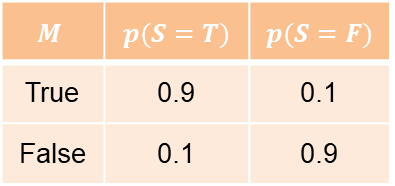 M p(S = T) p(S = F)
True 0.9 0.1
False 0.1 0.9